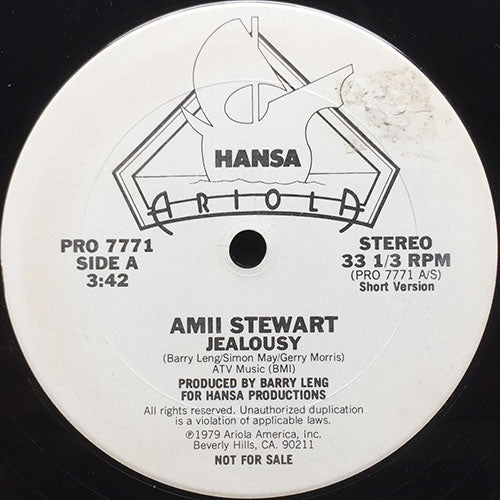 HANSA
ARIOLA
PRO 7771
SIDE A
3:42
STEREO
33 1/3 RPM
(PRO 7771 A/S)
Short Version
AMII STEWART
JEALOUSY
(Barry Leng/Simon May/Gerry Morris)
ATV Music (BMI)
PRODUCED BY BARRY LENG
FOR HANSA PRODUCTIONS
All rights reserved. Unauthorized duplication
is a violation of applicable laws.
℗1979 Ariola America, Inc.
Beverly Hills, CA. 90211
NOT FOR SALE